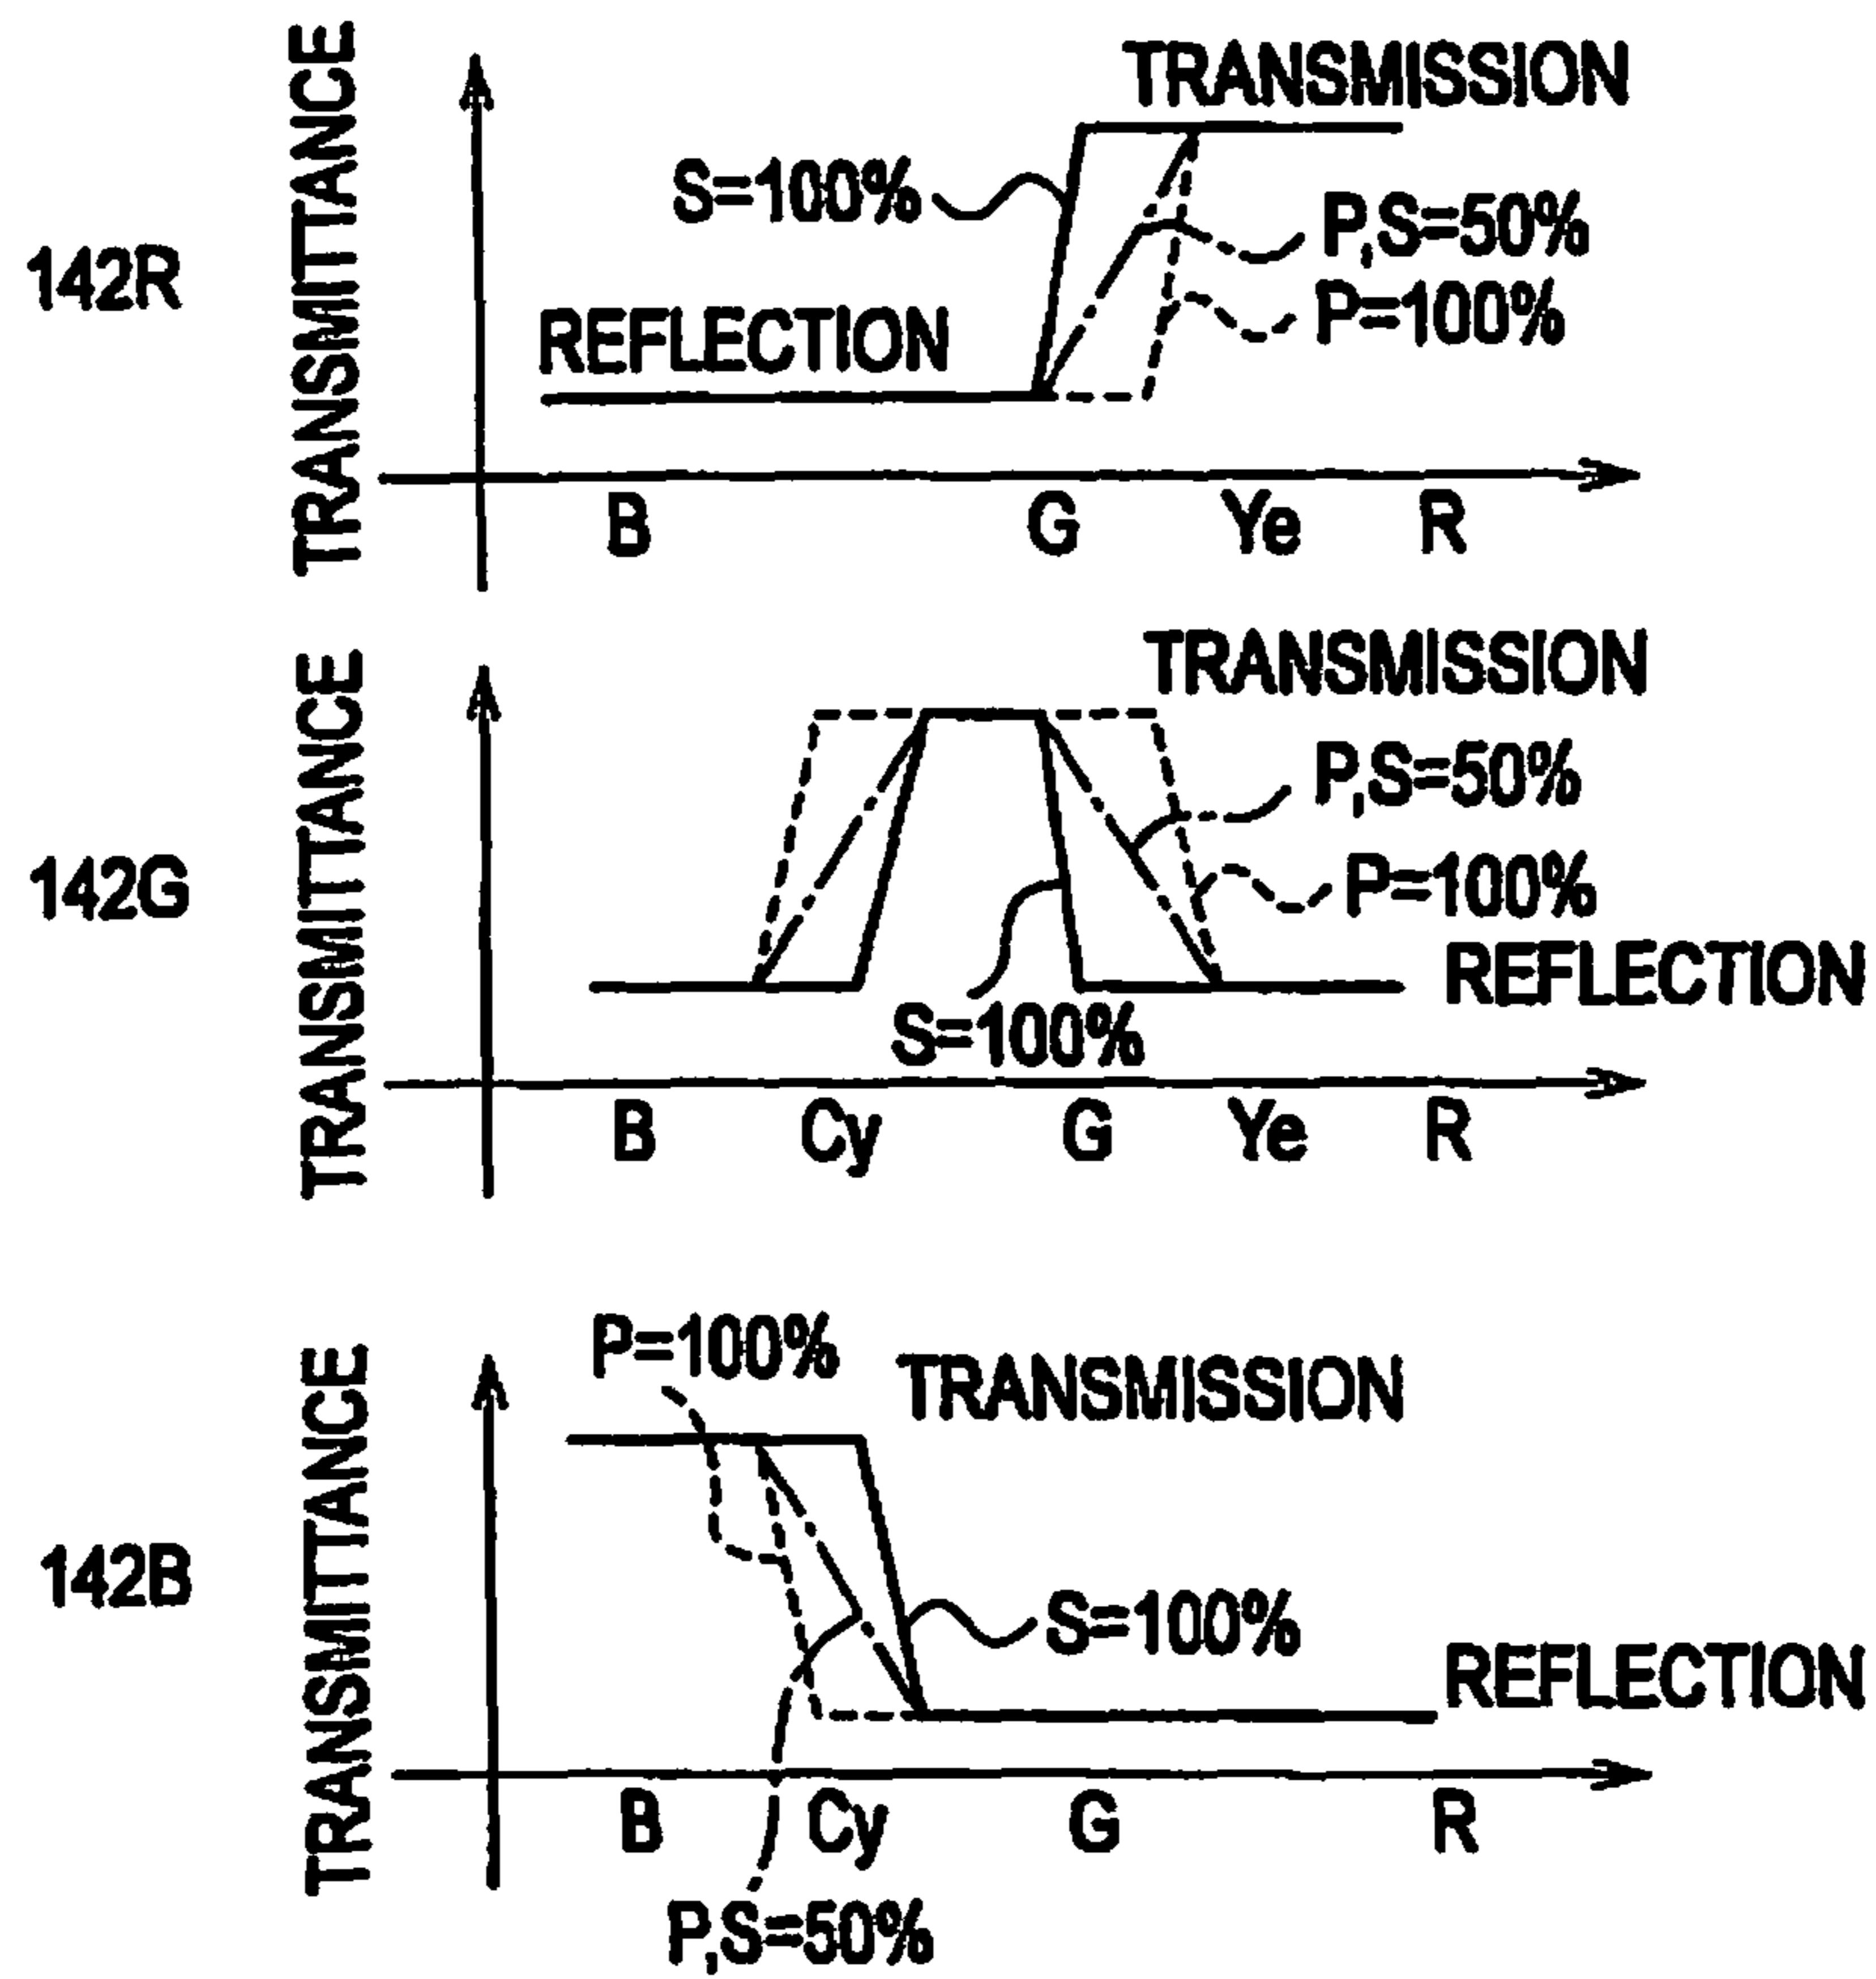 142R
TRANSMITTANCE
TRANSMISSION
S=100%
P,S=50%
P=100%
REFLECTION
B G Ye R
142G
TRANSMITTANCE
TRANSMISSION
P,S=50%
P=100%
REFLECTION
S=100%
B Cy G Ye R
142B
TRANSMITTANCE
P=100%
TRANSMISSION
S=100%
REFLECTION
B Cy G R
P,S=50%